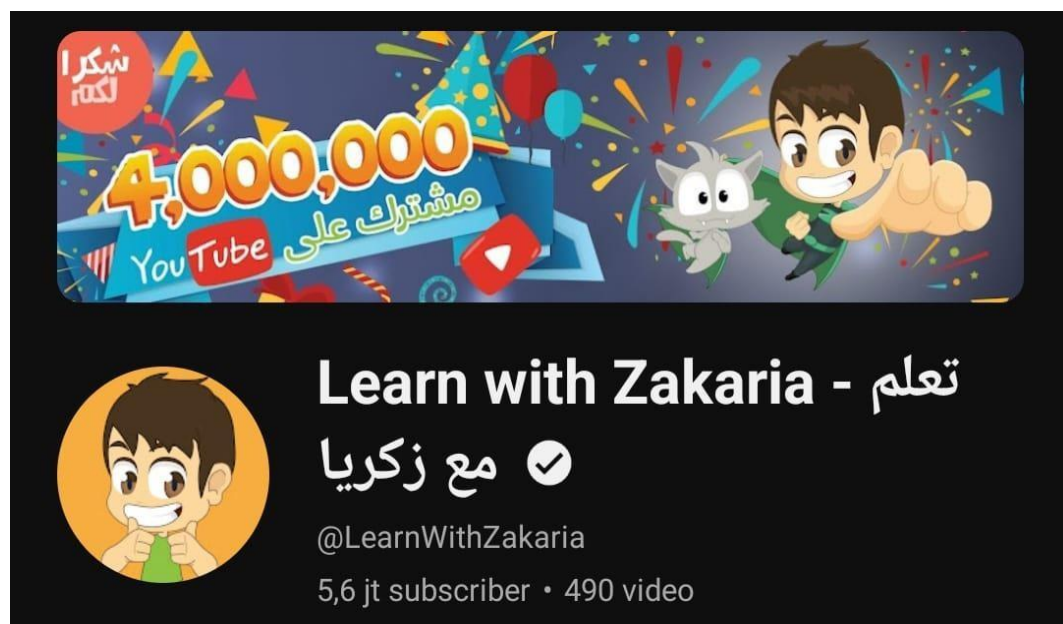 شكرا
لكم
4,000,000
مشترك على
YouTube
Learn with Zakaria - تعلم
مع زكريا
@LearnWithZakaria
5,6 jt subscriber • 490 video